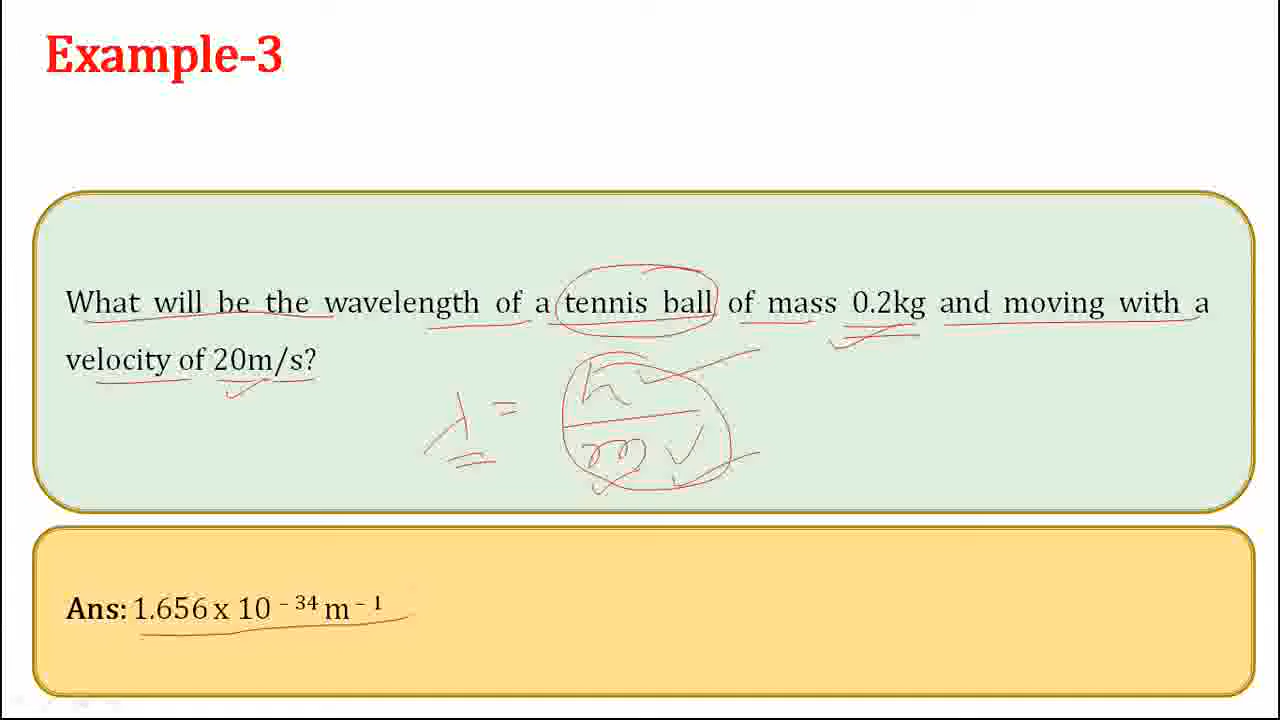 Example-3
What will be the wavelength of a tennis ball of mass 0.2kg and moving with a
velocity of 20m/s?
λ = h
m v
Ans: 1.656 x 10 ⁻ ³⁴ m ⁻ ¹